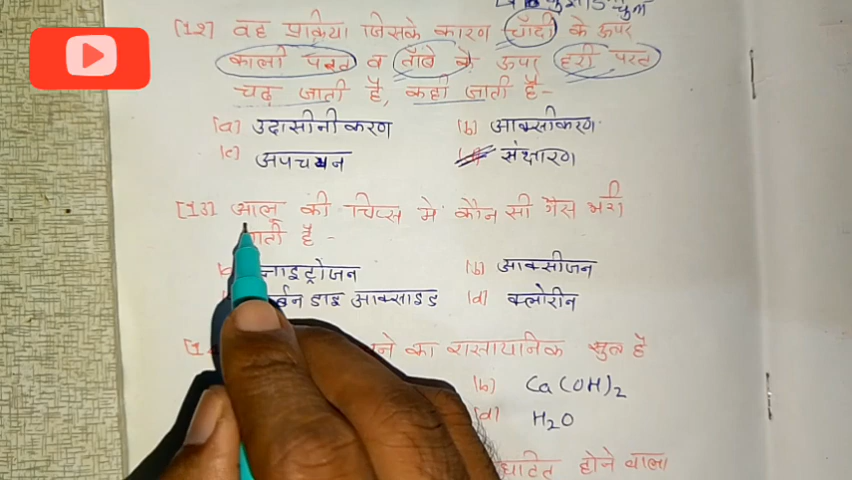 चुर्ण
[12] वह प्रक्रिया जिसके कारण चाँदी के ऊपर
काली परत व ताँबे के ऊपर हरी परत
चढ़ जाती है, कही जाती है-
(a) उदासीनीकरण (b) आक्सीकरण
(c) अपचयन संक्षारण
[13] आलू की चिप्स मे कौन सी गैस भरी
जाती है -
नाइट्रोजन (b) आक्सीजन
डाइ आक्साइड (d) क्लोरीन
का रासायनिक सुत्र है
(b) Ca(OH)2
(d) H2O
घटित होने वाला